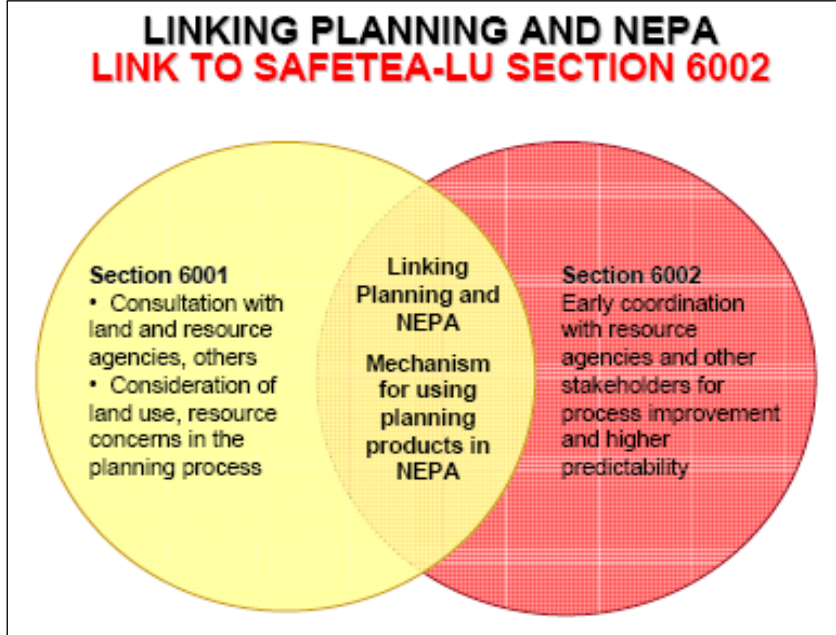 LINKING PLANNING AND NEPA
LINK TO SAFETEA-LU SECTION 6002
Section 6001
• Consultation with
land and resource
agencies, others
• Consideration of
land use, resource
concerns in the
planning process
Linking
Planning and
NEPA
Mechanism
for using
planning
products in
NEPA
Section 6002
Early coordination
with resource
agencies and other
stakeholders for
process improvement
and higher
predictability